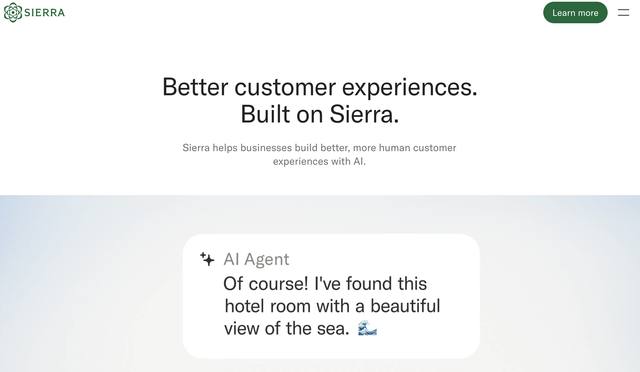 SIERRA
Learn more
Better customer experiences.
Built on Sierra.
Sierra helps businesses build better, more human customer
experiences with AI.
AI Agent
Of course! I've found this
hotel room with a beautiful
view of the sea. 🌊